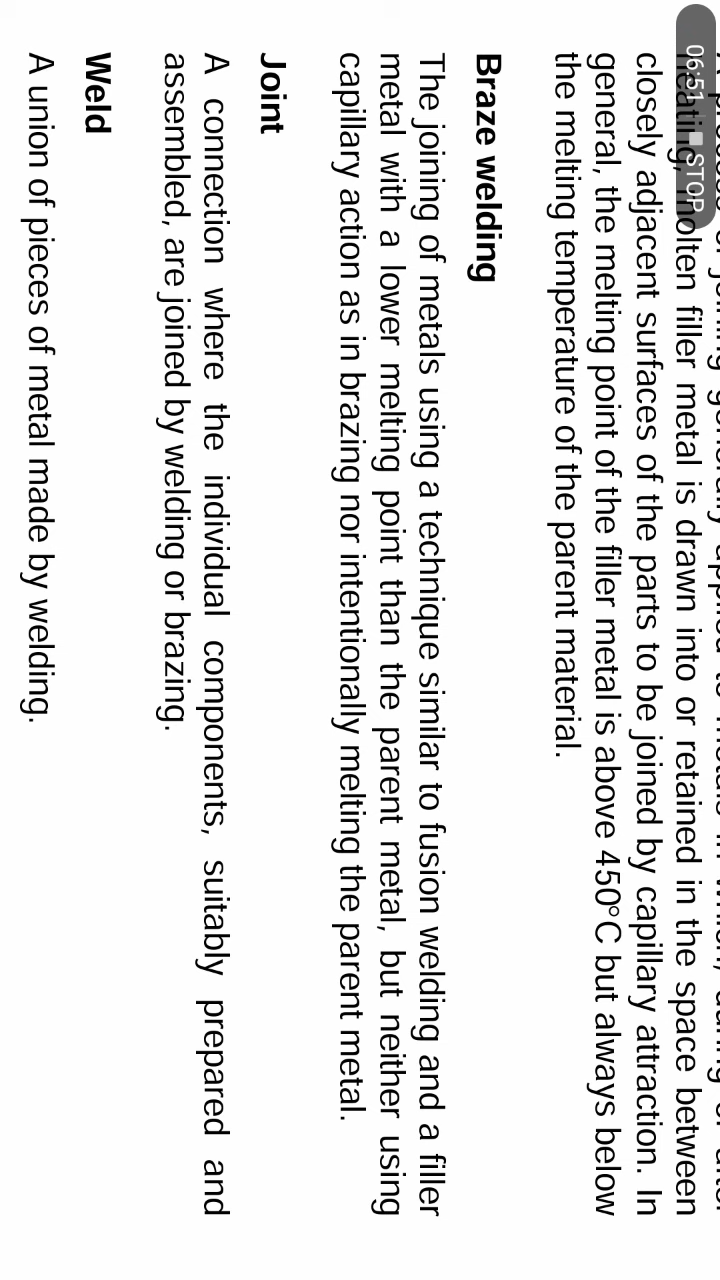 06:51 STOP
heating, molten filler metal is drawn into or retained in the space between
closely adjacent surfaces of the parts to be joined by capillary attraction. In
general, the melting point of the filler metal is above 450°C but always below
the melting temperature of the parent material.
Braze welding
The joining of metals using a technique similar to fusion welding and a filler
metal with a lower melting point than the parent metal, but neither using
capillary action as in brazing nor intentionally melting the parent metal.
Joint
A connection where the individual components, suitably prepared and
assembled, are joined by welding or brazing.
Weld
A union of pieces of metal made by welding.